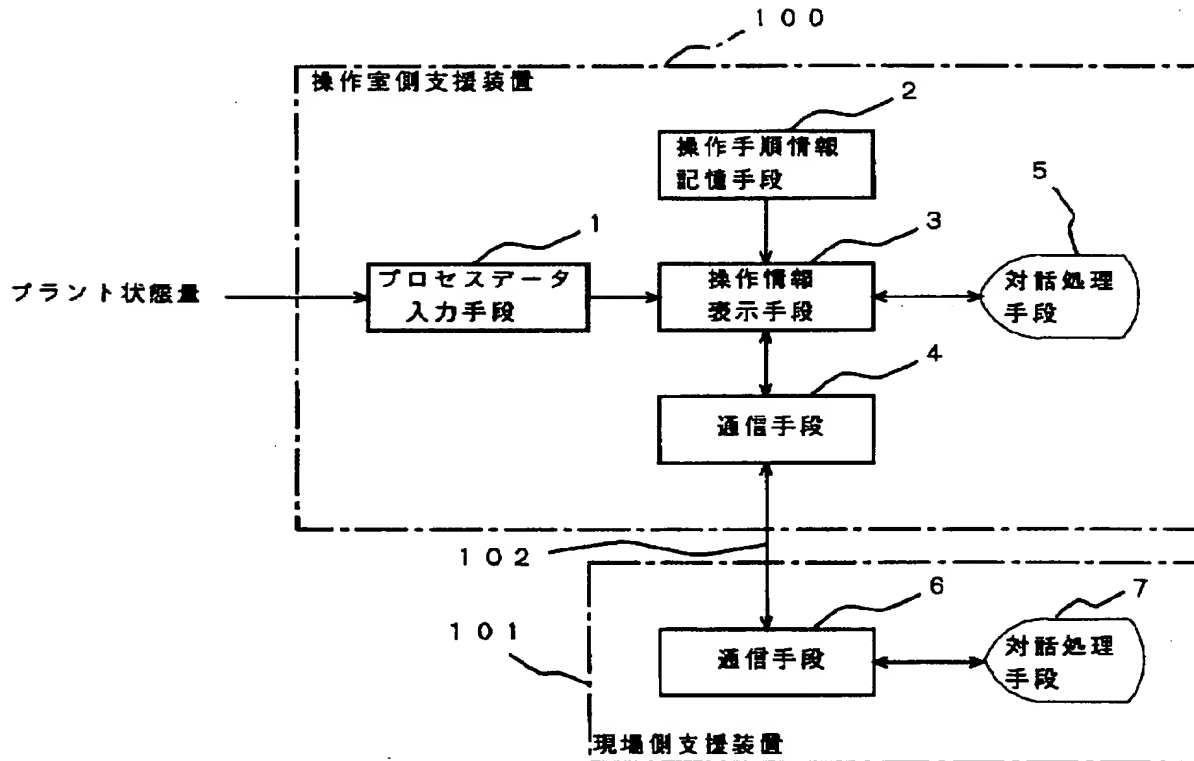 100
操作室側支援装置
2
操作手順情報
記憶手段
5
1
3
プラント状態量
プロセスデータ
入力手段
操作情報
表示手段
対話処理
手段
4
通信手段
102
6
7
101
通信手段
対話処理
手段
現場側支援装置